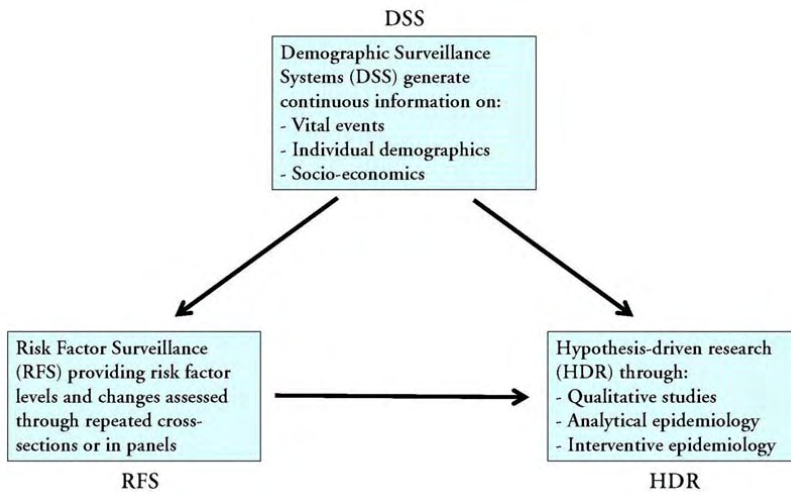 DSS
Demographic Surveillance
Systems (DSS) generate
continuous information on:
- Vital events
- Individual demographics
- Socio-economics
Risk Factor Surveillance
(RFS) providing risk factor
levels and changes assessed
through repeated cross-
sections or in panels
RFS
Hypothesis-driven research
(HDR) through:
- Qualitative studies
- Analytical epidemiology
- Interventive epidemiology
HDR